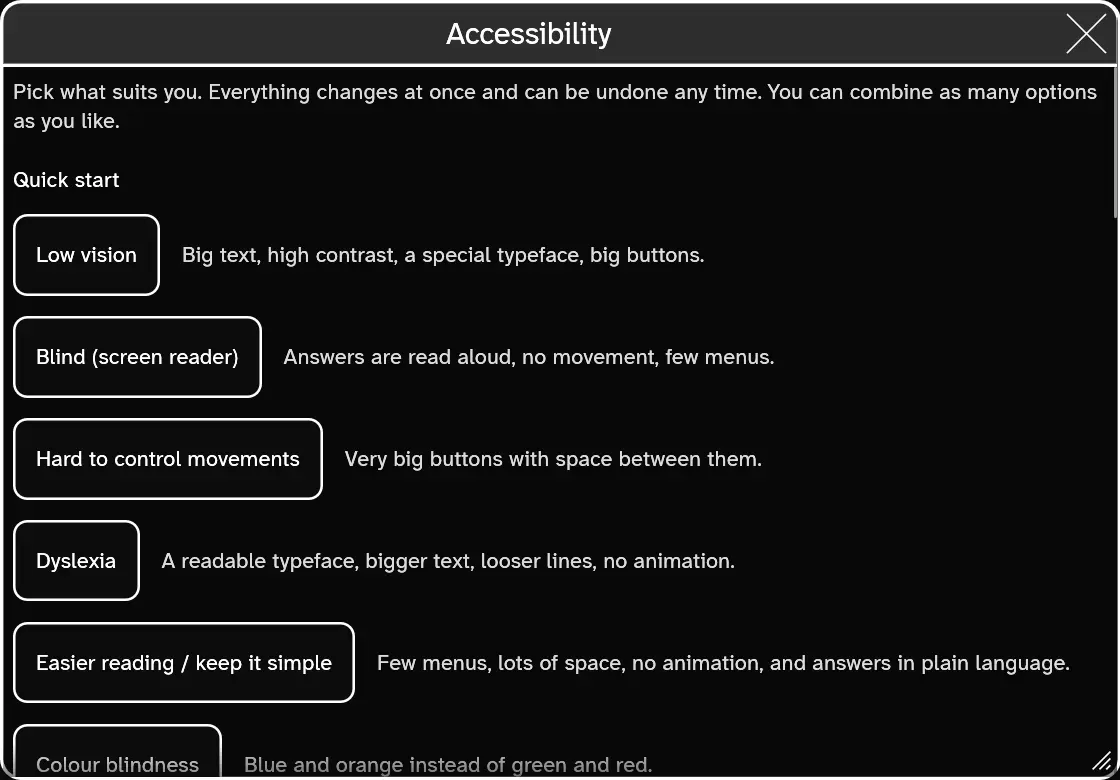 Accessibility
Pick what suits you. Everything changes at once and can be undone any time. You can combine as many options
as you like.
Quick start
Low vision
Big text, high contrast, a special typeface, big buttons.
Blind (screen reader)
Answers are read aloud, no movement, few menus.
Hard to control movements
Very big buttons with space between them.
Dyslexia
A readable typeface, bigger text, looser lines, no animation.
Easier reading / keep it simple
Few menus, lots of space, no animation, and answers in plain language.
Colour blindness
Blue and orange instead of green and red.